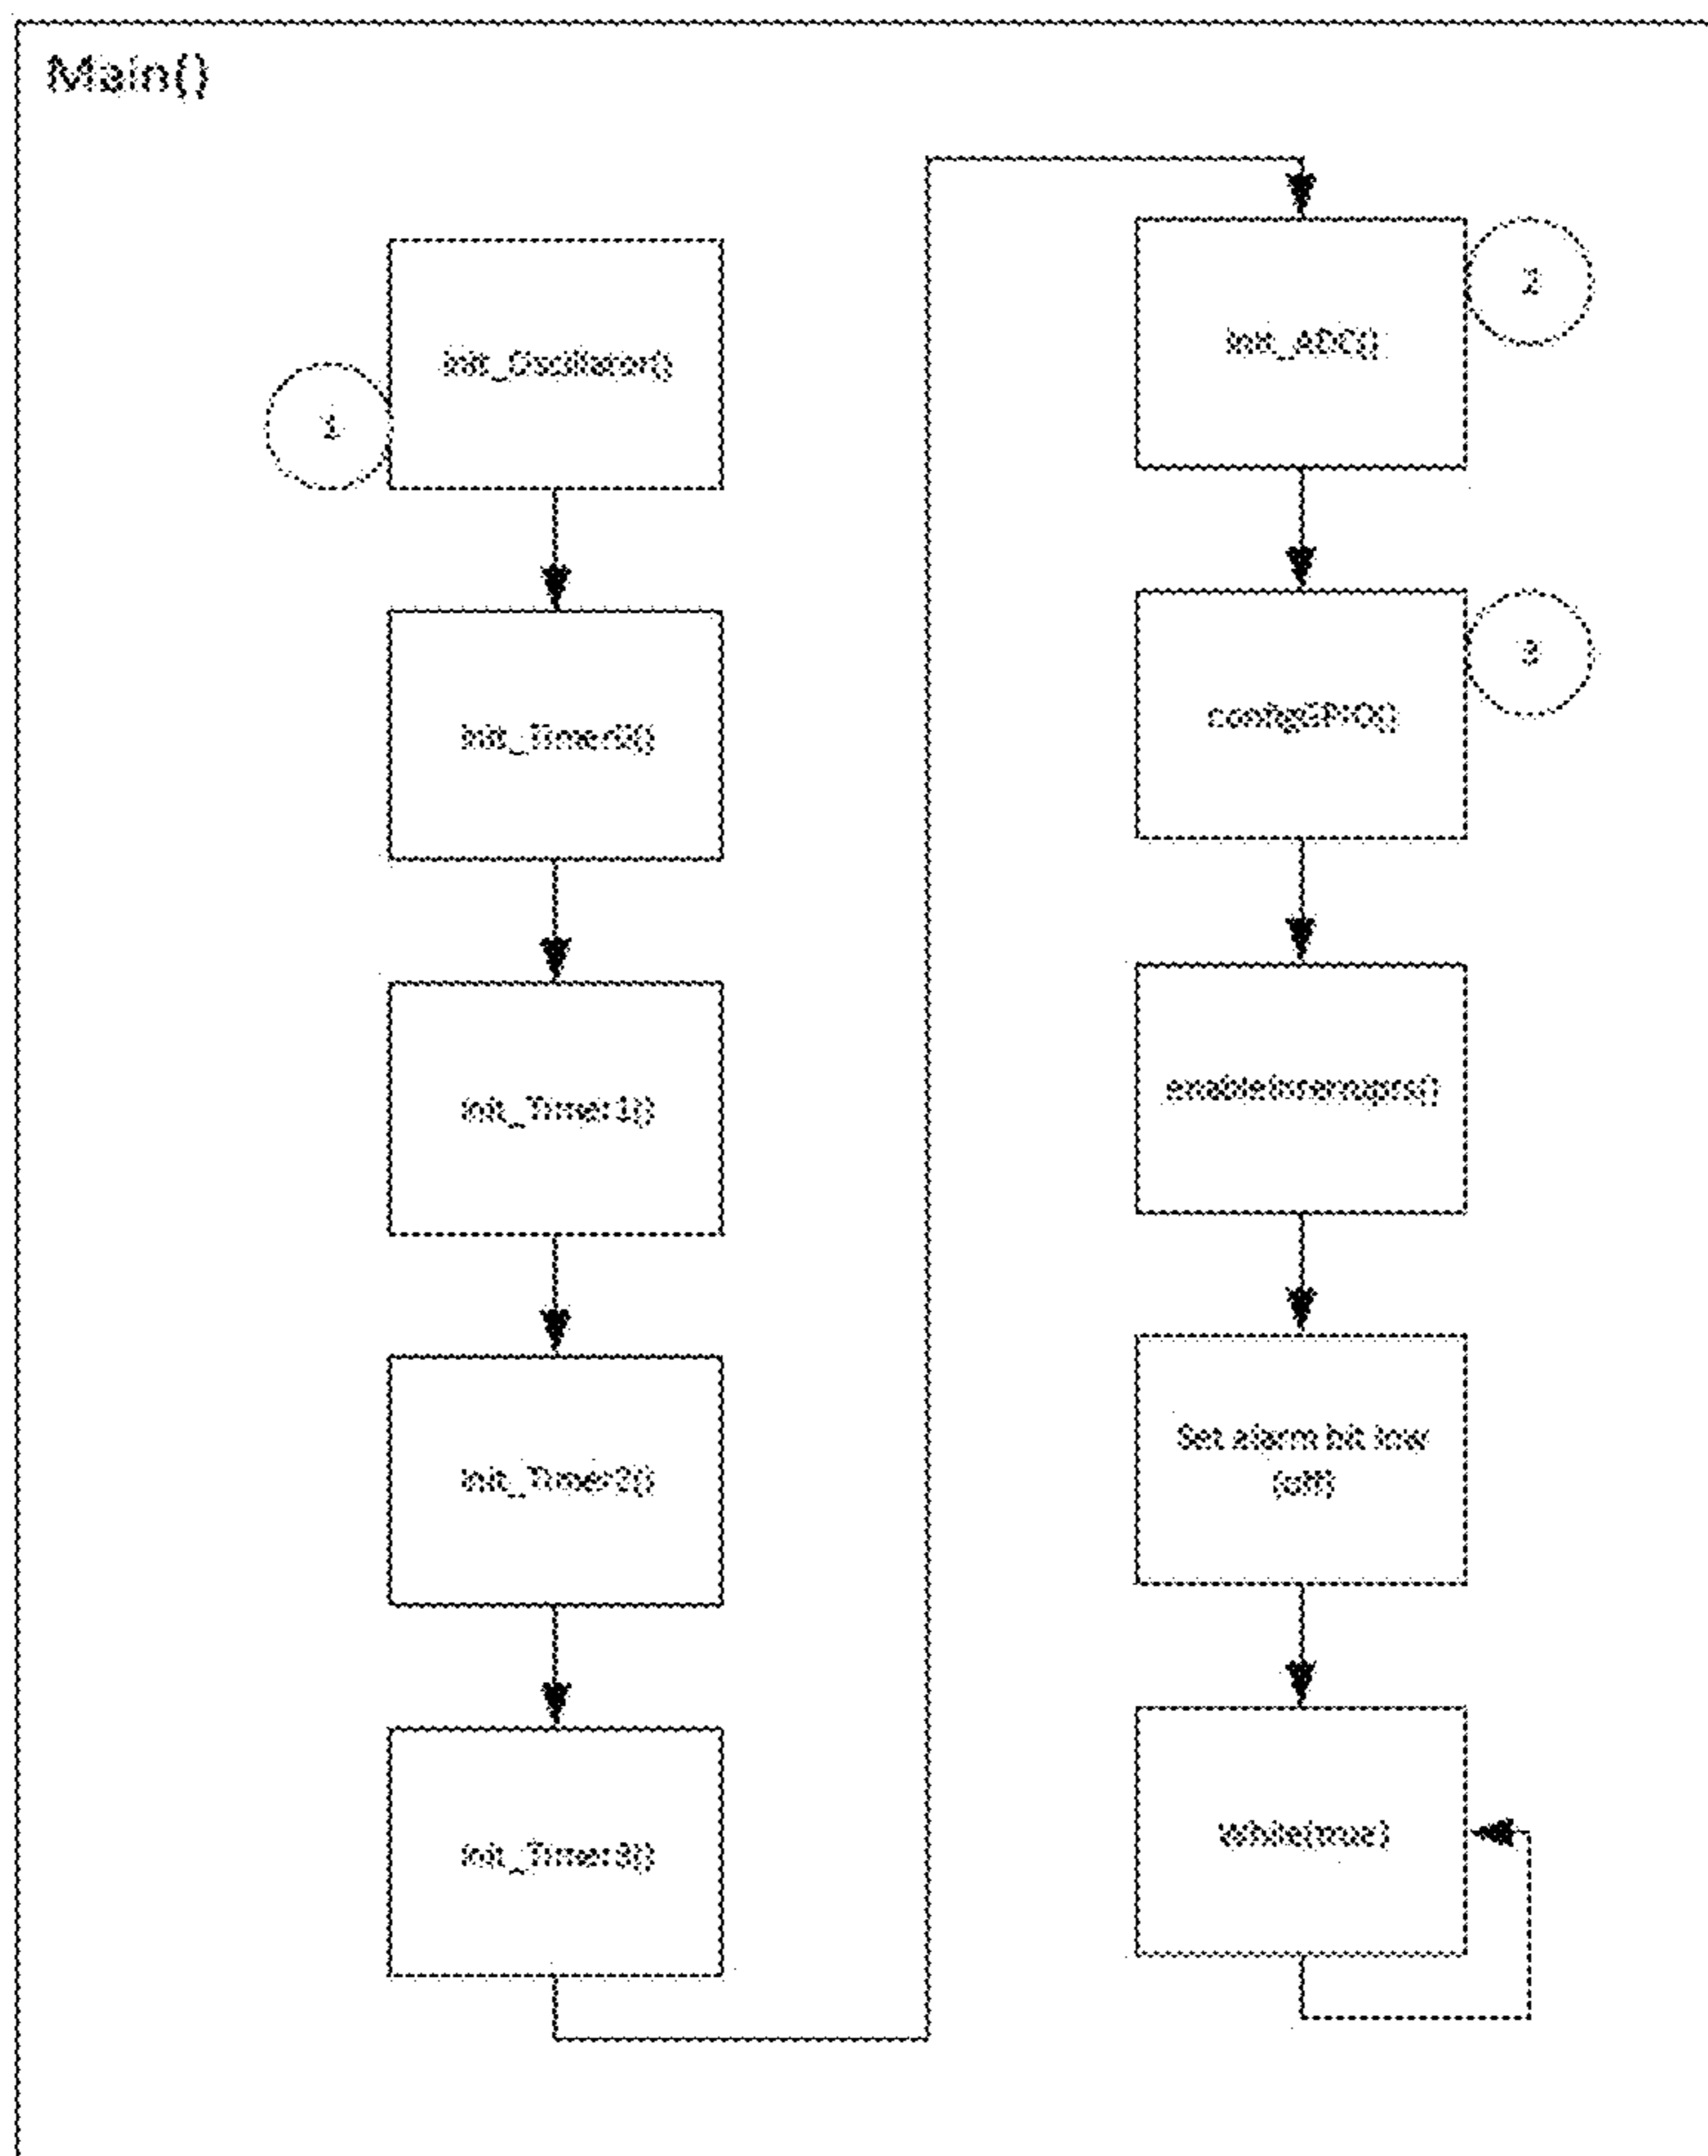 Main()
1
Init_Oscillator()
Init_Timer0()
Init_Timer1()
Init_Timer2()
Init_Timer3()
2
Init_ADC()
3
configGPIO()
enableInterrupts()
Set alarm bit low
(off)
While(true)